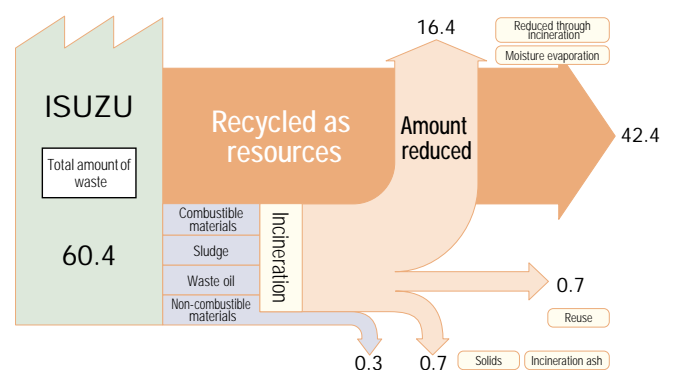 16.4
Reduced through
incineration
Moisture evaporation
ISUZU
Total amount of
waste
60.4
Recycled as
resources
Amount
reduced
42.4
Combustible
materials
Sludge
Waste oil
Non-combustible
materials
Incineration
0.7
Reuse
0.3
0.7
Solids
Incineration ash